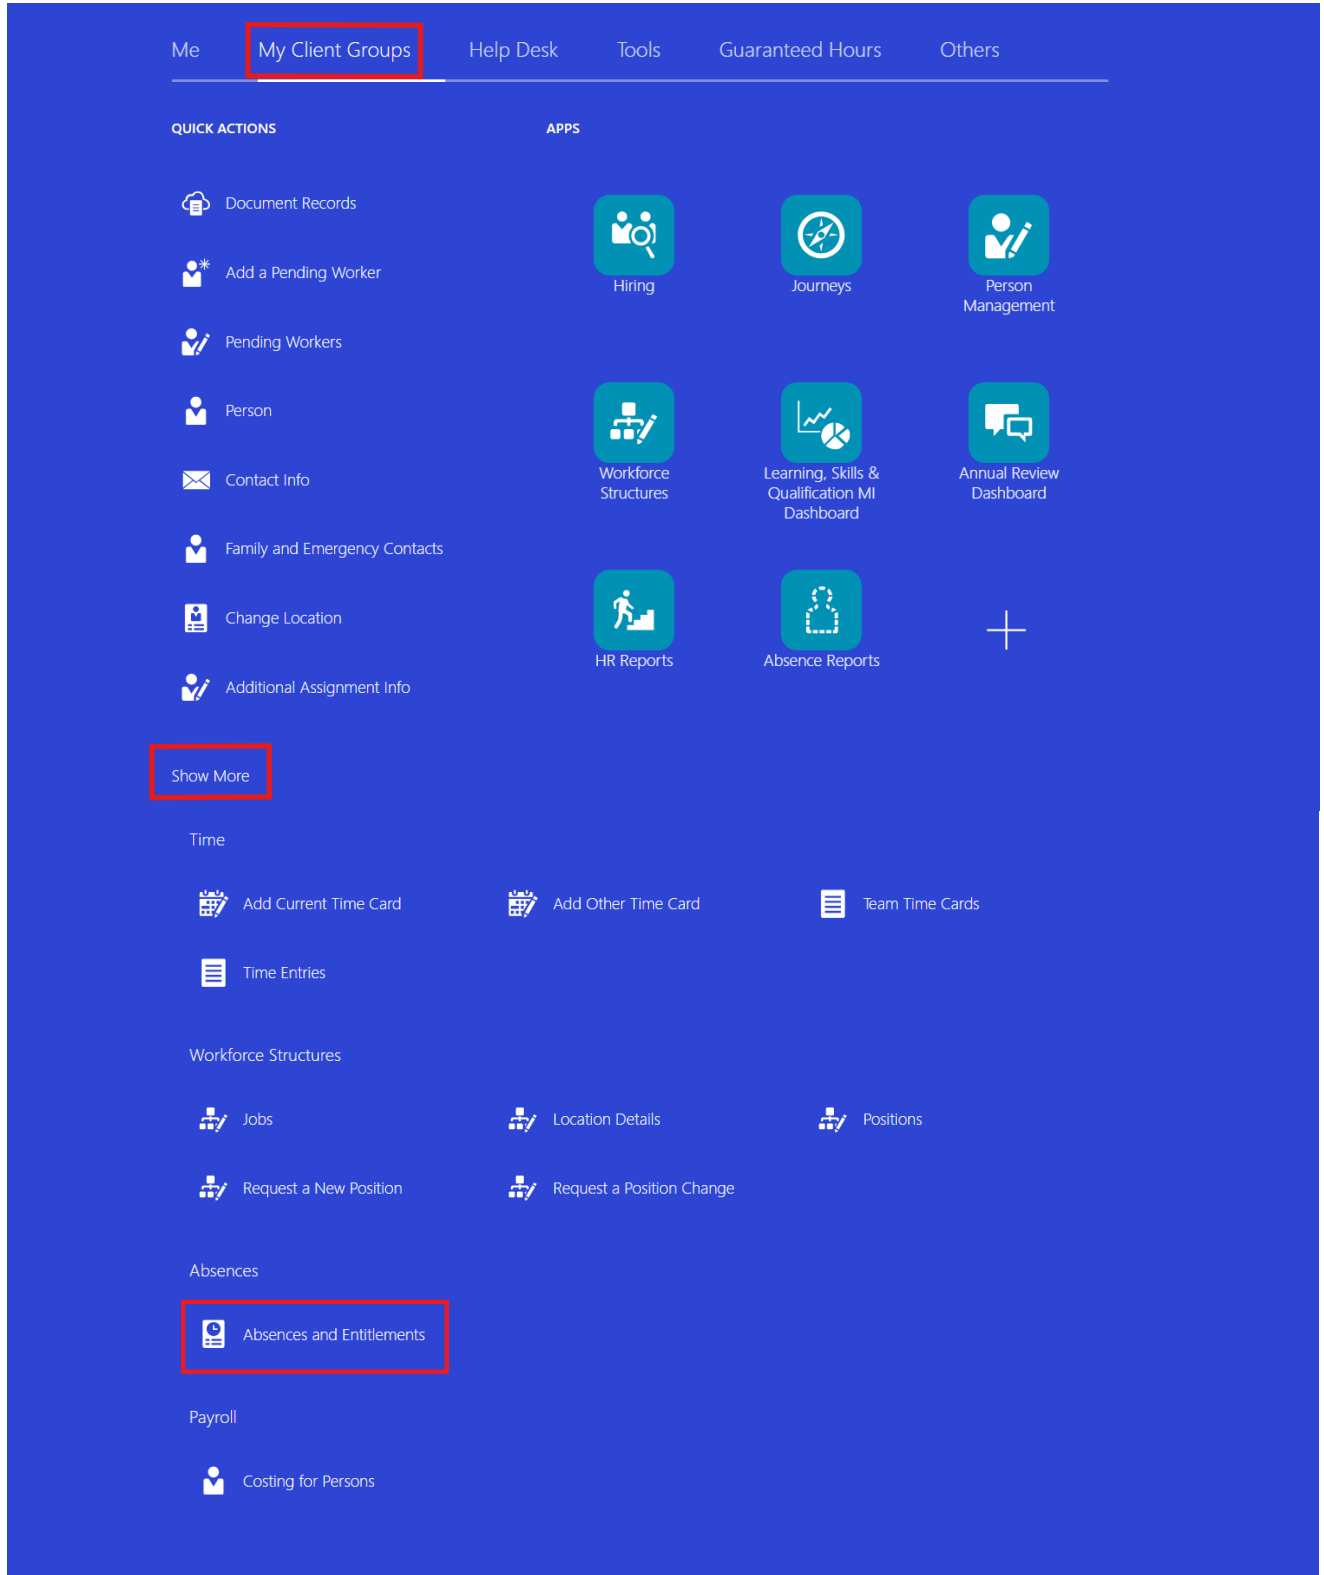 Me My Client Groups Help Desk Tools Guaranteed Hours Others
QUICK ACTIONS
Document Records
Add a Pending Worker
Pending Workers
Person
Contact Info
Family and Emergency Contacts
Change Location
Additional Assignment Info
Show More
APPS
Hiring
Journeys
Person
Management
Workforce
Structures
Learning, Skills &
Qualification MI
Dashboard
Annual Review
Dashboard
HR Reports
Absence Reports
Time
Add Current Time Card
Add Other Time Card
Team Time Cards
Time Entries
Workforce Structures
Jobs
Location Details
Positions
Request a New Position
Request a Position Change
Absences
Absences and Entitlements
Payroll
Costing for Persons